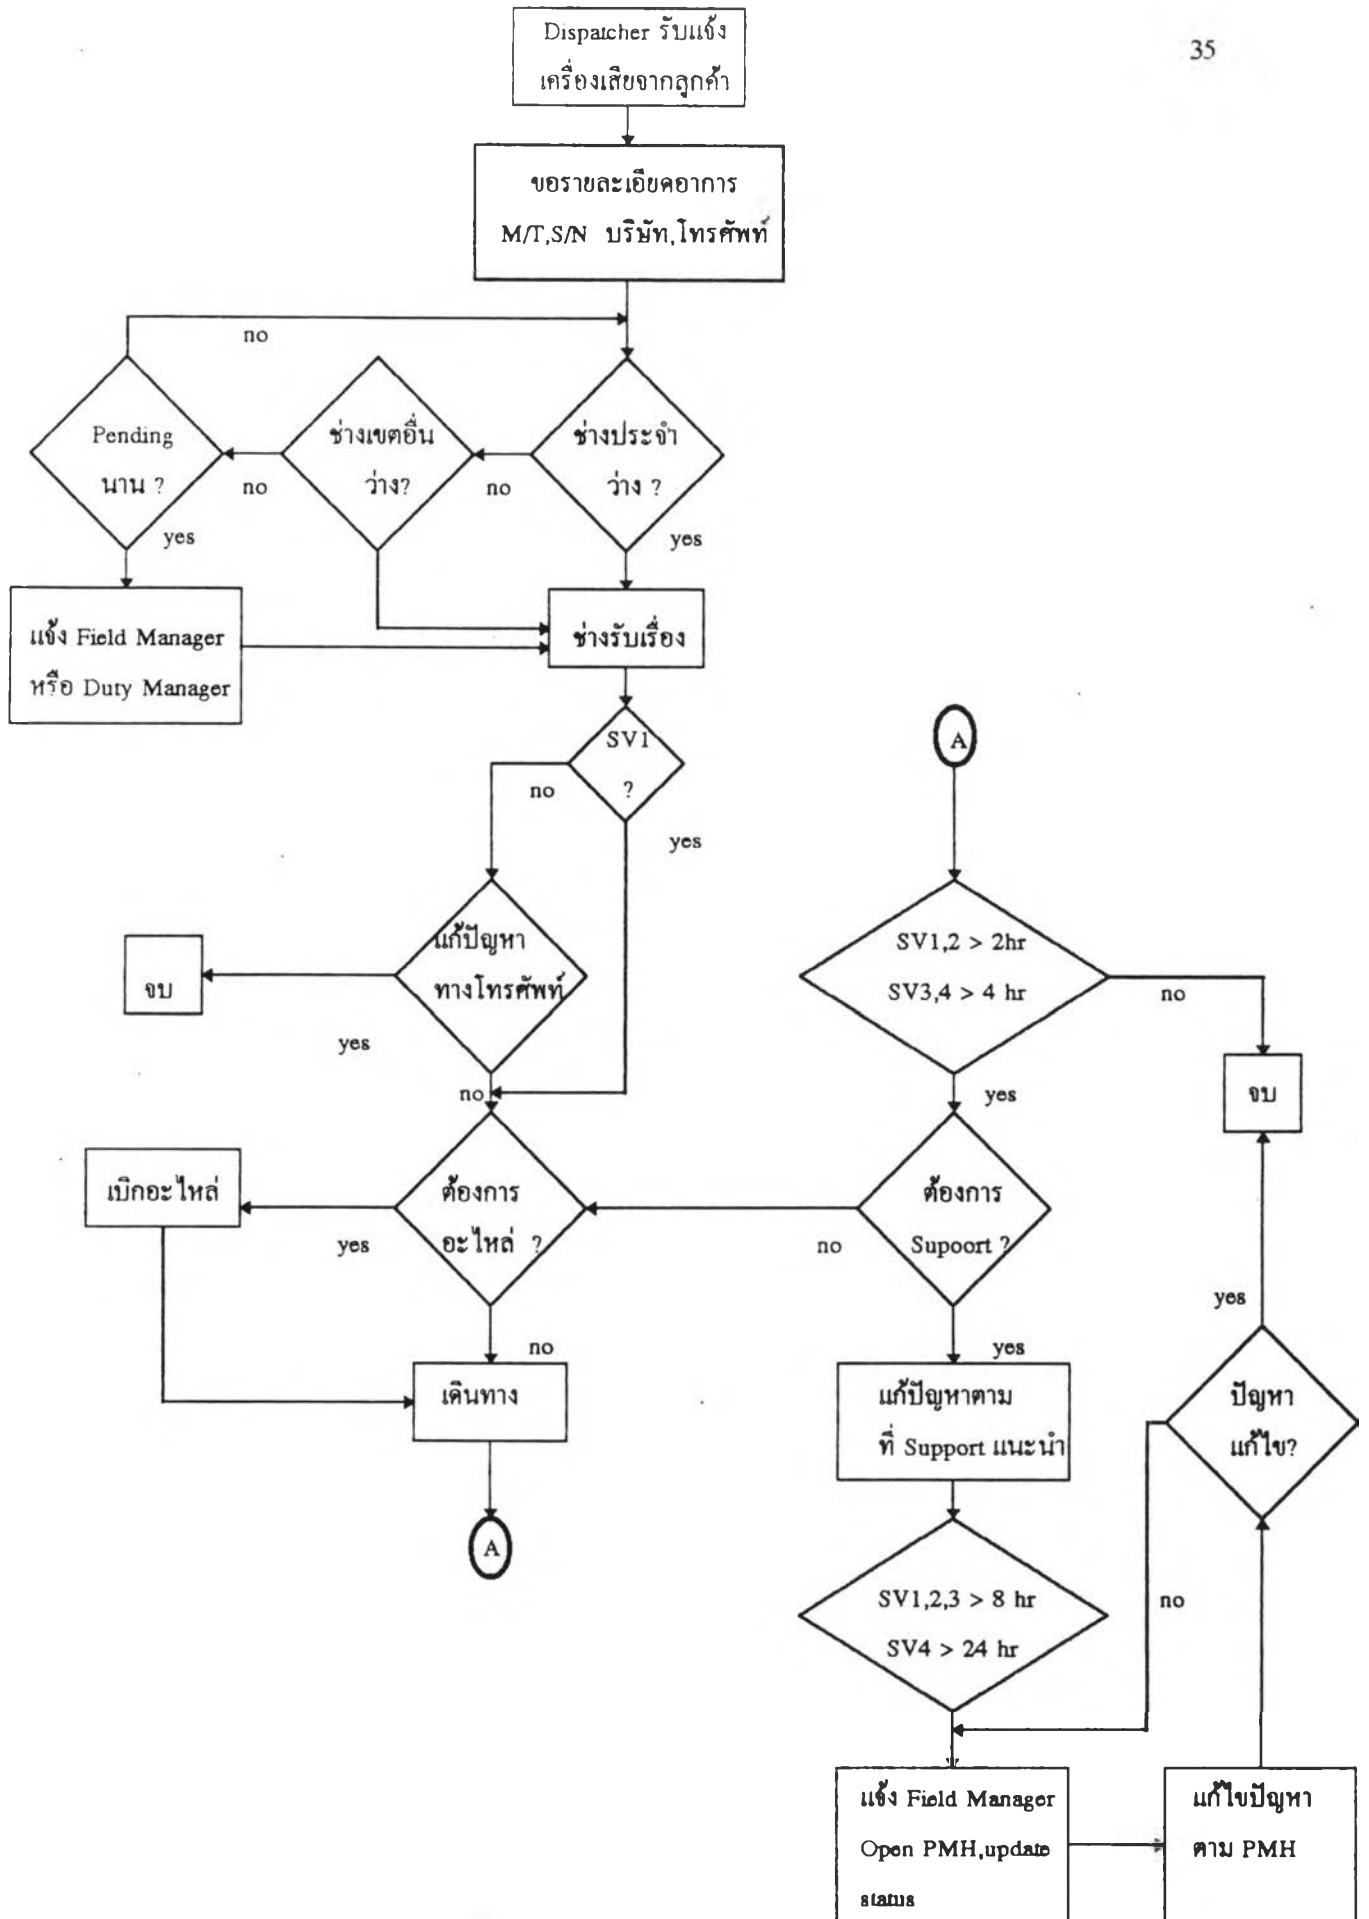 35
Dispatcher รับแจ้ง
เครื่องเสียจากลูกค้า
ขอรายละเอียดอาการ
M/T,S/N บริษัท,โทรศัพท์
no
Pending
นาน ?
ช่างเขตอื่น
ว่าง?
ช่างประจำ
ว่าง ?
no
no
yes
yes
แจ้ง Field Manager
หรือ Duty Manager
ช่างรับเรื่อง
SV1
?
no
yes
A
แก้ปัญหา
ทางโทรศัพท์
จบ
yes
no
SV1,2 > 2hr
SV3,4 > 4 hr
no
yes
จบ
เบิกอะไหล่
ต้องการ
อะไหล่ ?
yes
no
ต้องการ
Supoort ?
no
yes
yes
เดินทาง
A
แก้ปัญหาตาม
ที่ Support แนะนำ
ปัญหา
แก้ไข?
no
SV1,2,3 > 8 hr
SV4 > 24 hr
แจ้ง Field Manager
Open PMH,update
status
แก้ไขปัญหา
ตาม PMH